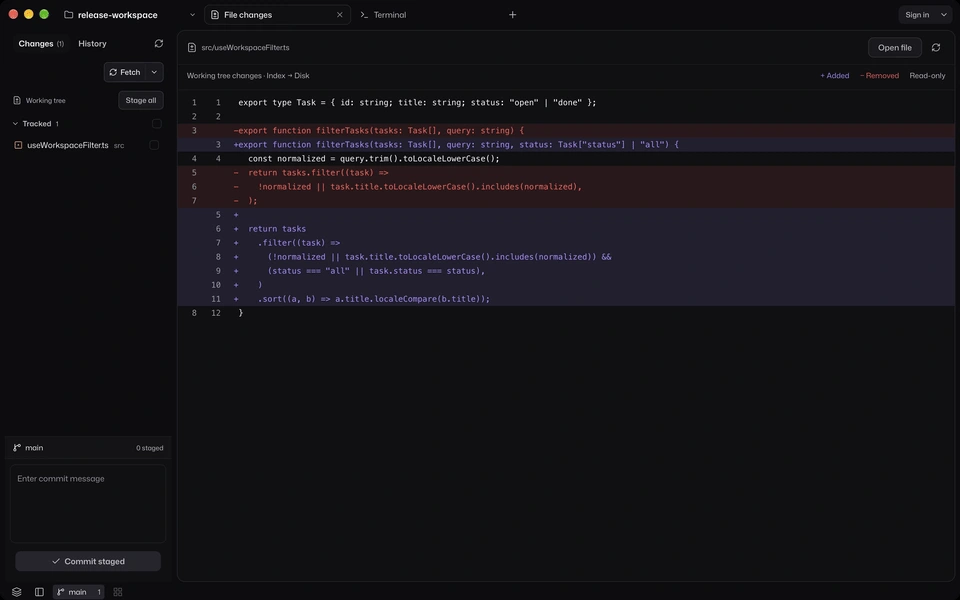 release-workspace
File changes
Terminal
Sign in
Changes (1)
History
Fetch
Working tree
Stage all
Tracked 1
useWorkspaceFilter.ts src
main
0 staged
Enter commit message
Commit staged
src/useWorkspaceFilter.ts
Open file
Working tree changes · Index → Disk
+ Added
− Removed
Read-only
1 1 export type Task = { id: string; title: string; status: "open" | "done" };
2 2
3 −export function filterTasks(tasks: Task[], query: string) {
3 +export function filterTasks(tasks: Task[], query: string, status: Task["status"] | "all") {
4 4 const normalized = query.trim().toLocaleLowerCase();
5 − return tasks.filter((task) =>
6 − !normalized || task.title.toLocaleLowerCase().includes(normalized),
7 − );
5 +
6 + return tasks
7 + .filter((task) =>
8 + (!normalized || task.title.toLocaleLowerCase().includes(normalized)) &&
9 + (status === "all" || task.status === status),
10 + )
11 + .sort((a, b) => a.title.localeCompare(b.title));
8 12 }
main 1